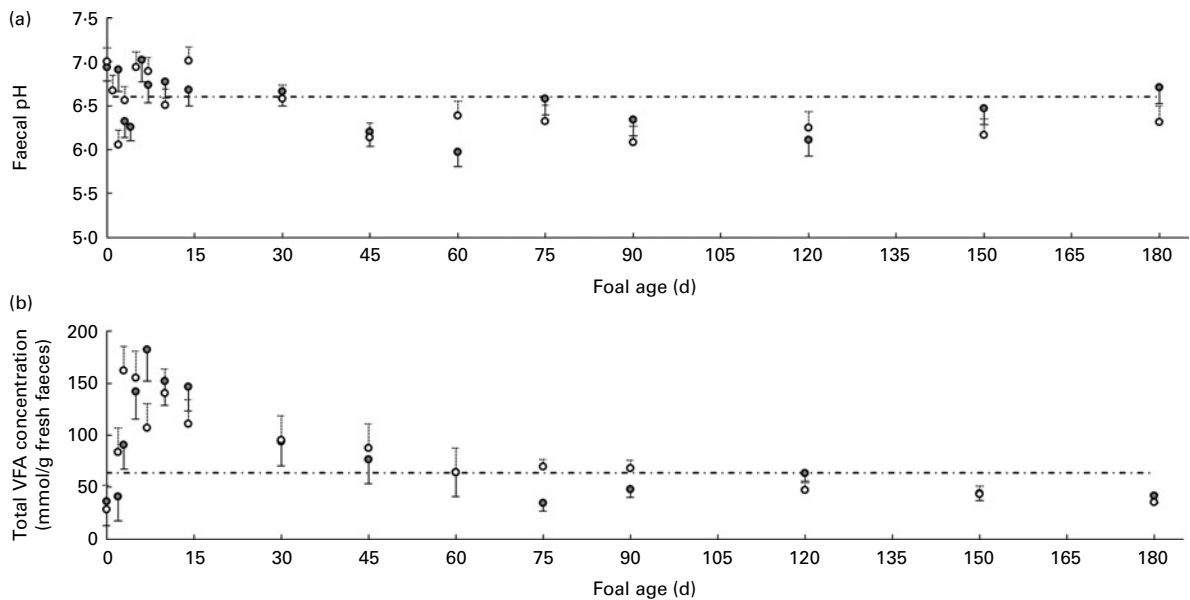 (a)
7·5
7·0
6·5
6·0
5·5
5·0
Faecal pH
0 15 30 45 60 75 90 105 120 135 150 165 180
Foal age (d)
(b)
200
150
100
50
0
Total VFA concentration
(mmol/g fresh faeces)
0 15 30 45 60 75 90 105 120 135 150 165 180
Foal age (d)